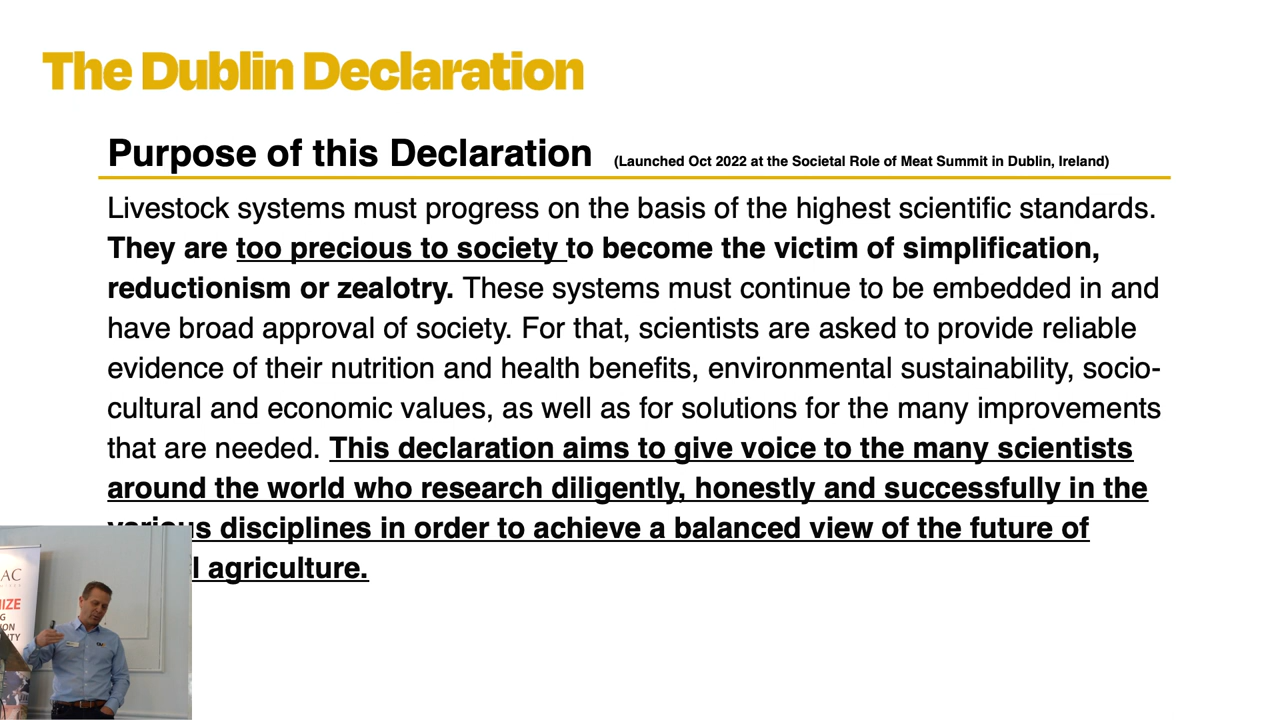 The Dublin Declaration
Purpose of this Declaration (Launched Oct 2022 at the Societal Role of Meat Summit in Dublin, Ireland)
Livestock systems must progress on the basis of the highest scientific standards.
They are too precious to society to become the victim of simplification,
reductionism or zealotry. These systems must continue to be embedded in and
have broad approval of society. For that, scientists are asked to provide reliable
evidence of their nutrition and health benefits, environmental sustainability, socio-
cultural and economic values, as well as for solutions for the many improvements
that are needed. This declaration aims to give voice to the many scientists
around the world who research diligently, honestly and successfully in the
various disciplines in order to achieve a balanced view of the future of
agriculture.
AC
IIZE
G
ION
ITY